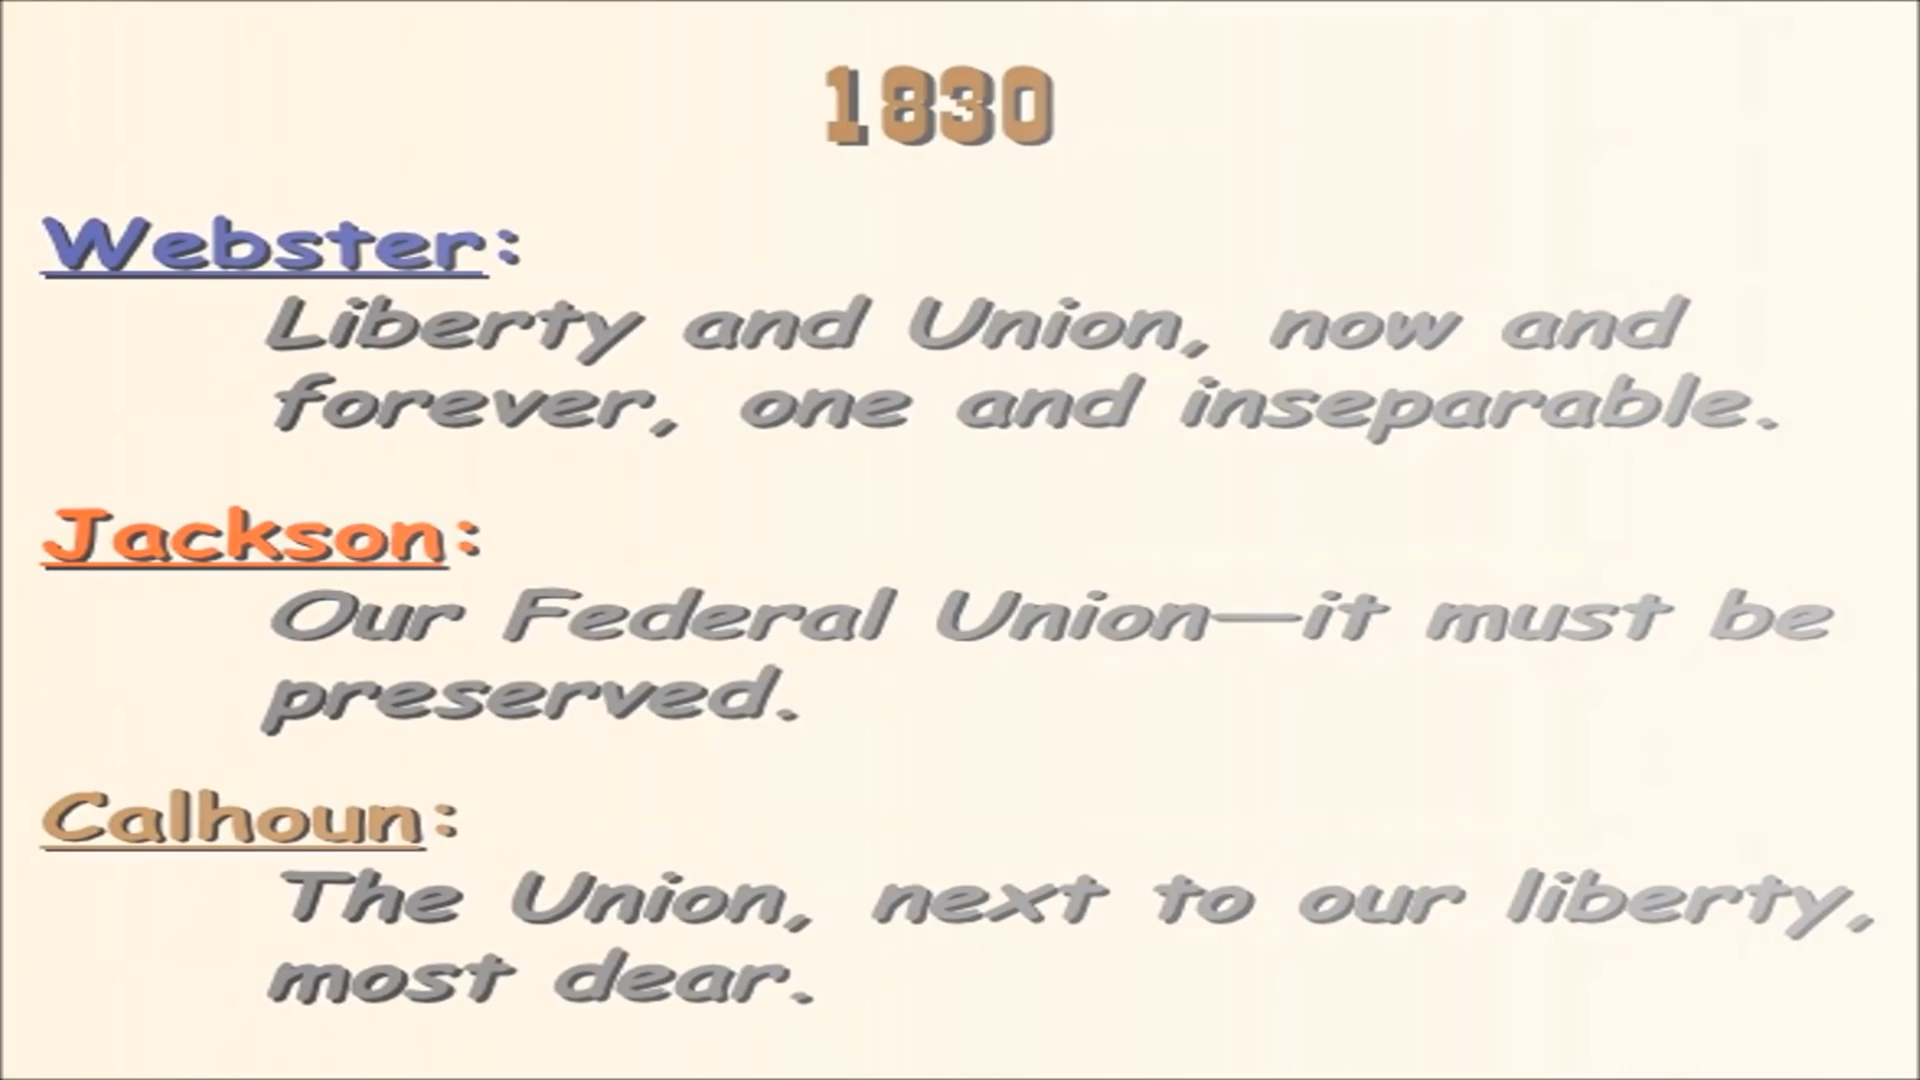 1830
Webster:
Liberty and Union, now and
forever, one and inseparable.
Jackson:
Our Federal Union—it must be
preserved.
Calhoun:
The Union, next to our liberty,
most dear.